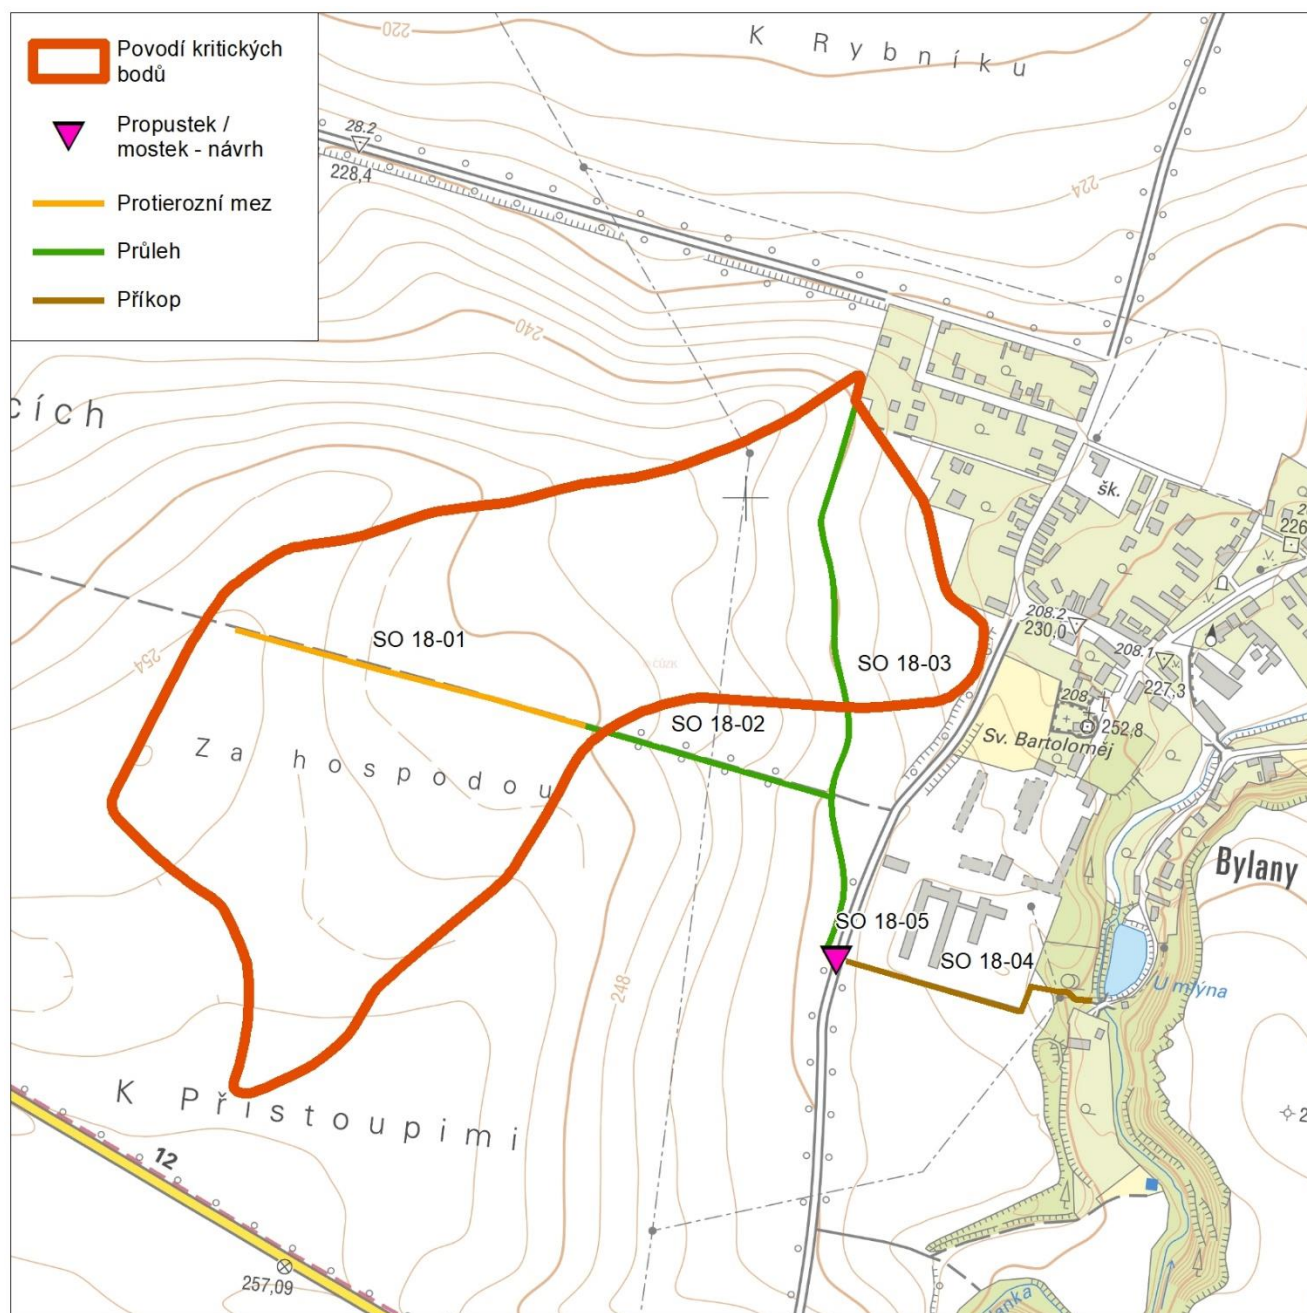 Povodí kritických
bodů
Propustek /
mostek - návrh
Protierozní mez
Průleh
Příkop
220
K Rybníku
28.2
228,4
224
240
cích
šk.
226
208.2
230,0
208.1
v.
v.
v.
227,3
208
252,8
Sv. Bartoloměj
SO 18-01
254
SO 18-03
SO 18-02
Za hospodou
Bylany
SO 18-05
SO 18-04
U mlýna
248
K Přistoupimi
12
257,09
2
anka